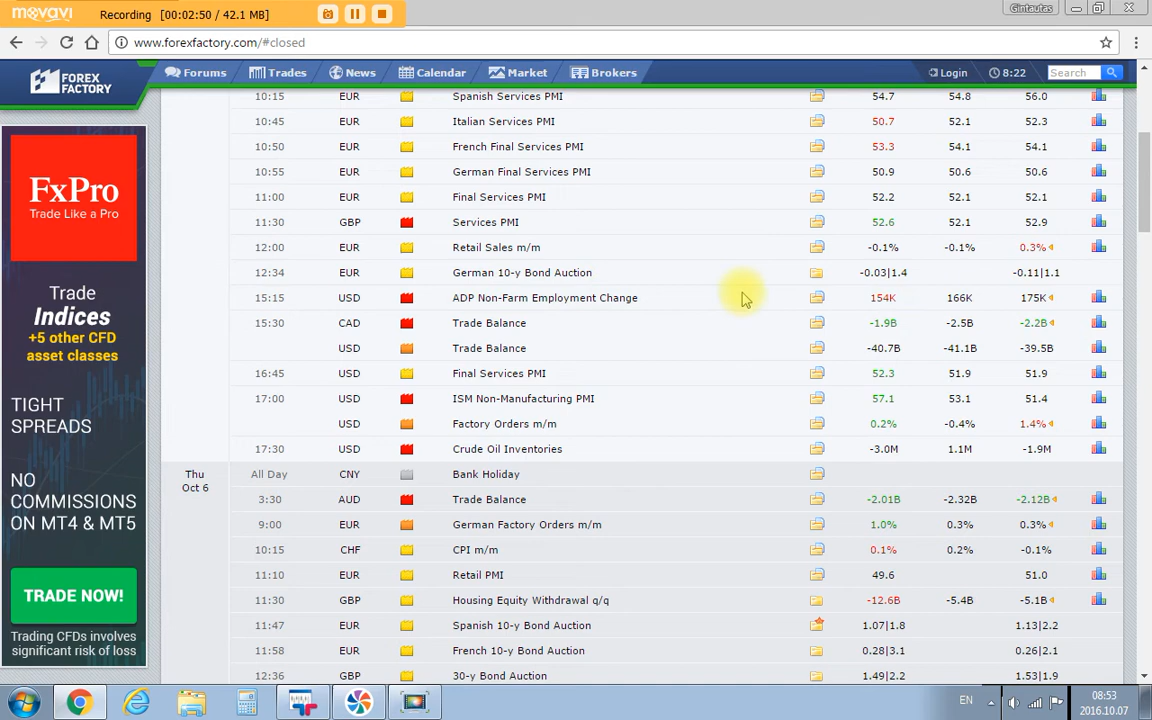 movavi
Recording [00:02:50 / 42.1 MB]
Gintautas
www.forexfactory.com/#closed
FOREX
FACTORY
Forums
Trades
News
Calendar
Market
Brokers
Login
8:22
Search
FxPro
Trade Like a Pro
Trade
Indices
+5 other CFD
asset classes
TIGHT
SPREADS
NO
COMMISSIONS
ON MT4 & MT5
TRADE NOW!
Trading CFDs involves
significant risk of loss
10:15 EUR Spanish Services PMI 54.7 54.8 56.0
10:45 EUR Italian Services PMI 50.7 52.1 52.3
10:50 EUR French Final Services PMI 53.3 54.1 54.1
10:55 EUR German Final Services PMI 50.9 50.6 50.6
11:00 EUR Final Services PMI 52.2 52.1 52.1
11:30 GBP Services PMI 52.6 52.1 52.9
12:00 EUR Retail Sales m/m -0.1% -0.1% 0.3%
12:34 EUR German 10-y Bond Auction -0.03|1.4 -0.11|1.1
15:15 USD ADP Non-Farm Employment Change 154K 166K 175K
15:30 CAD Trade Balance -1.9B -2.5B -2.2B
USD Trade Balance -40.7B -41.1B -39.5B
16:45 USD Final Services PMI 52.3 51.9 51.9
17:00 USD ISM Non-Manufacturing PMI 57.1 53.1 51.4
USD Factory Orders m/m 0.2% -0.4% 1.4%
17:30 USD Crude Oil Inventories -3.0M 1.1M -1.9M
Thu
Oct 6
All Day CNY Bank Holiday
3:30 AUD Trade Balance -2.01B -2.32B -2.12B
9:00 EUR German Factory Orders m/m 1.0% 0.3% 0.3%
10:15 CHF CPI m/m 0.1% 0.2% -0.1%
11:10 EUR Retail PMI 49.6 51.0
11:30 GBP Housing Equity Withdrawal q/q -12.6B -5.4B -5.1B
11:47 EUR Spanish 10-y Bond Auction 1.07|1.8 1.13|2.2
11:58 EUR French 10-y Bond Auction 0.28|3.1 0.26|2.1
12:36 GBP 30-y Bond Auction 1.49|2.2 1.53|1.9
EN
08:53
2016.10.07